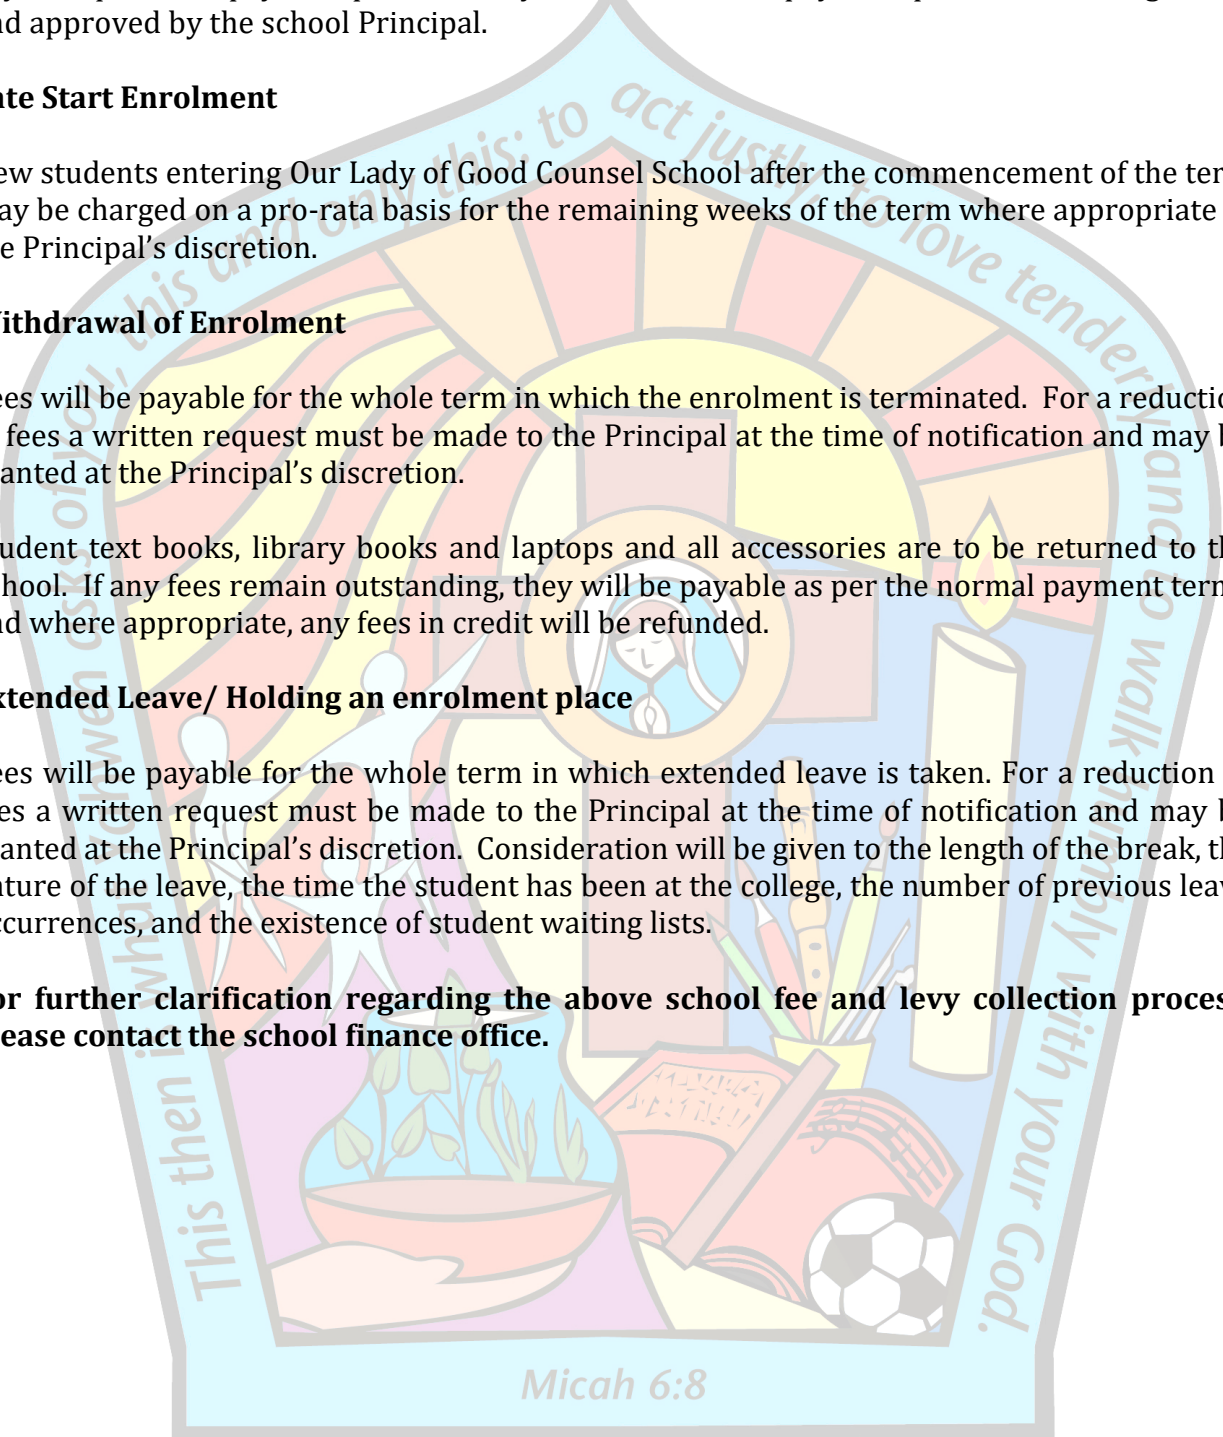 nd approved by the school Principal.
ate Start Enrolment
ew students entering Our Lady of Good Counsel School after the commencement of the ter
ay be charged on a pro-rata basis for the remaining weeks of the term where appropriate
e Principal's discretion.
ithdrawal of Enrolment
ees will be payable for the whole term in which the enrolment is terminated. For a reductio
fees a written request must be made to the Principal at the time of notification and may b
anted at the Principal's discretion.
udent text books, library books and laptops and all accessories are to be returned to th
hool. If any fees remain outstanding, they will be payable as per the normal payment term
nd where appropriate, any fees in credit will be refunded.
xtended Leave/ Holding an enrolment place
ees will be payable for the whole term in which extended leave is taken. For a reduction
es a written request must be made to the Principal at the time of notification and may b
anted at the Principal's discretion. Consideration will be given to the length of the break, th
ature of the leave, the time the student has been at the college, the number of previous leav
ccurrences, and the existence of student waiting lists.
or further clarification regarding the above school fee and levy collection proces
ease contact the school finance office.
This then is what Yahweh asks of you, this and only this; to act justly, to love tenderly and to walk humbly with your God.
Micah 6:8